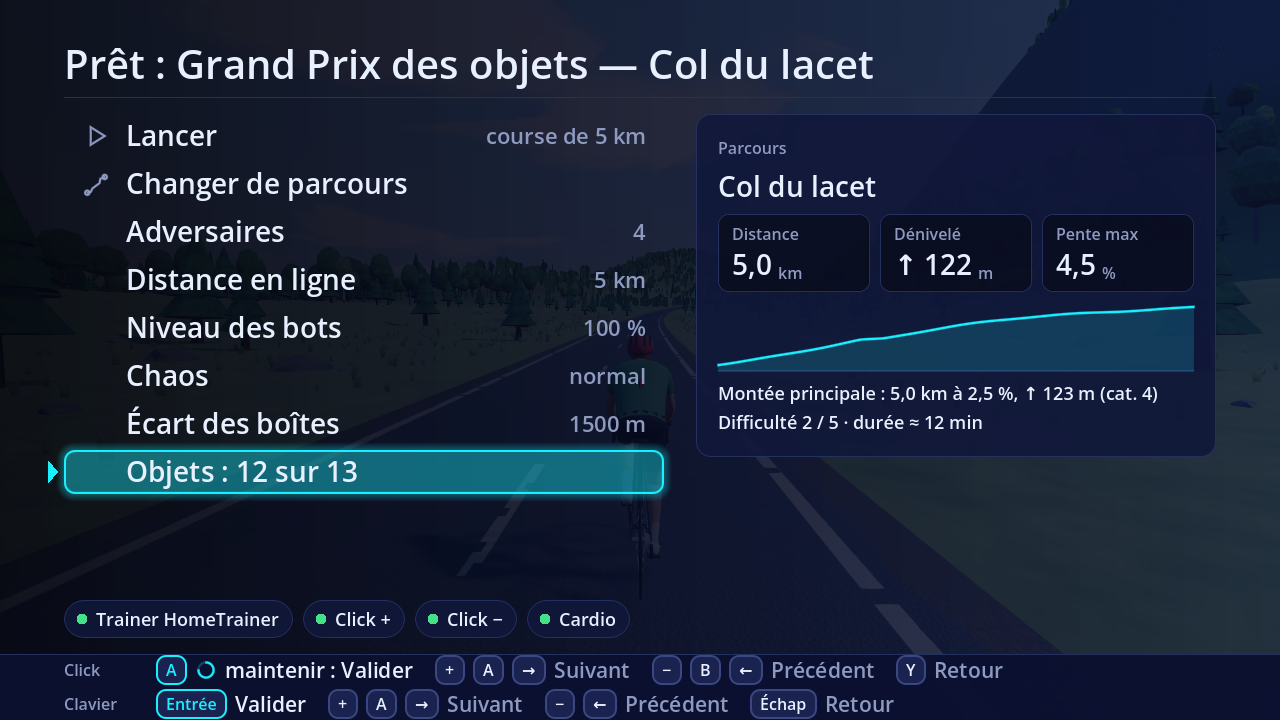 Prêt : Grand Prix des objets — Col du lacet
Lancer course de 5 km
Changer de parcours
Adversaires 4
Distance en ligne 5 km
Niveau des bots 100 %
Chaos normal
Écart des boîtes 1500 m
Objets : 12 sur 13
Parcours
Col du lacet
Distance Dénivelé Pente max
5,0 km ↑ 122 m 4,5 %
Montée principale : 5,0 km à 2,5 %, ↑ 123 m (cat. 4)
Difficulté 2 / 5 · durée ≈ 12 min
Trainer HomeTrainer Click + Click − Cardio
Click A maintenir : Valider + A → Suivant − B ← Précédent Y Retour
Clavier Entrée Valider + A → Suivant − ← Précédent Échap Retour